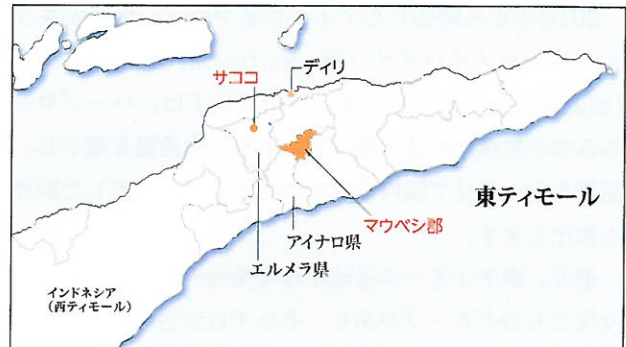 サココ
ディリ
東ティモール
マウベシ郡
アイナロ県
エルメラ県
インドネシア
（西ティモール）